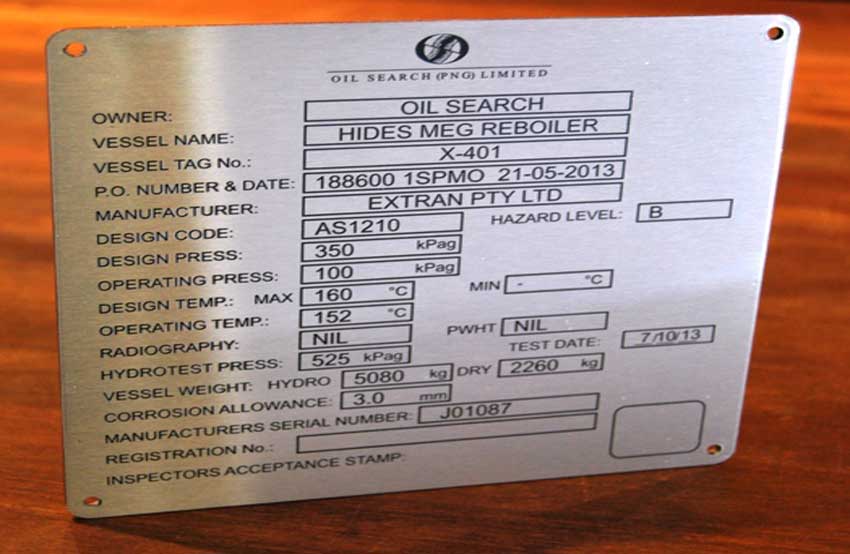 OIL SEARCH (PNG) LIMITED
OWNER: OIL SEARCH
VESSEL NAME: HIDES MEG REBOILER
VESSEL TAG No.: X-401
P.O. NUMBER & DATE: 188600 1SPMO 21-05-2013
MANUFACTURER: EXTRAN PTY LTD
DESIGN CODE: AS1210 HAZARD LEVEL: B
DESIGN PRESS: 350 kPag
OPERATING PRESS: 100 kPag
DESIGN TEMP.: MAX 160 °C MIN - °C
OPERATING TEMP.: 152 °C
RADIOGRAPHY: NIL PWHT NIL
HYDROTEST PRESS: 525 kPag TEST DATE: 7/10/13
VESSEL WEIGHT: HYDRO 5080 kg DRY 2260 kg
CORROSION ALLOWANCE: 3.0 mm
MANUFACTURERS SERIAL NUMBER: J01087
REGISTRATION No.:
INSPECTORS ACCEPTANCE STAMP: